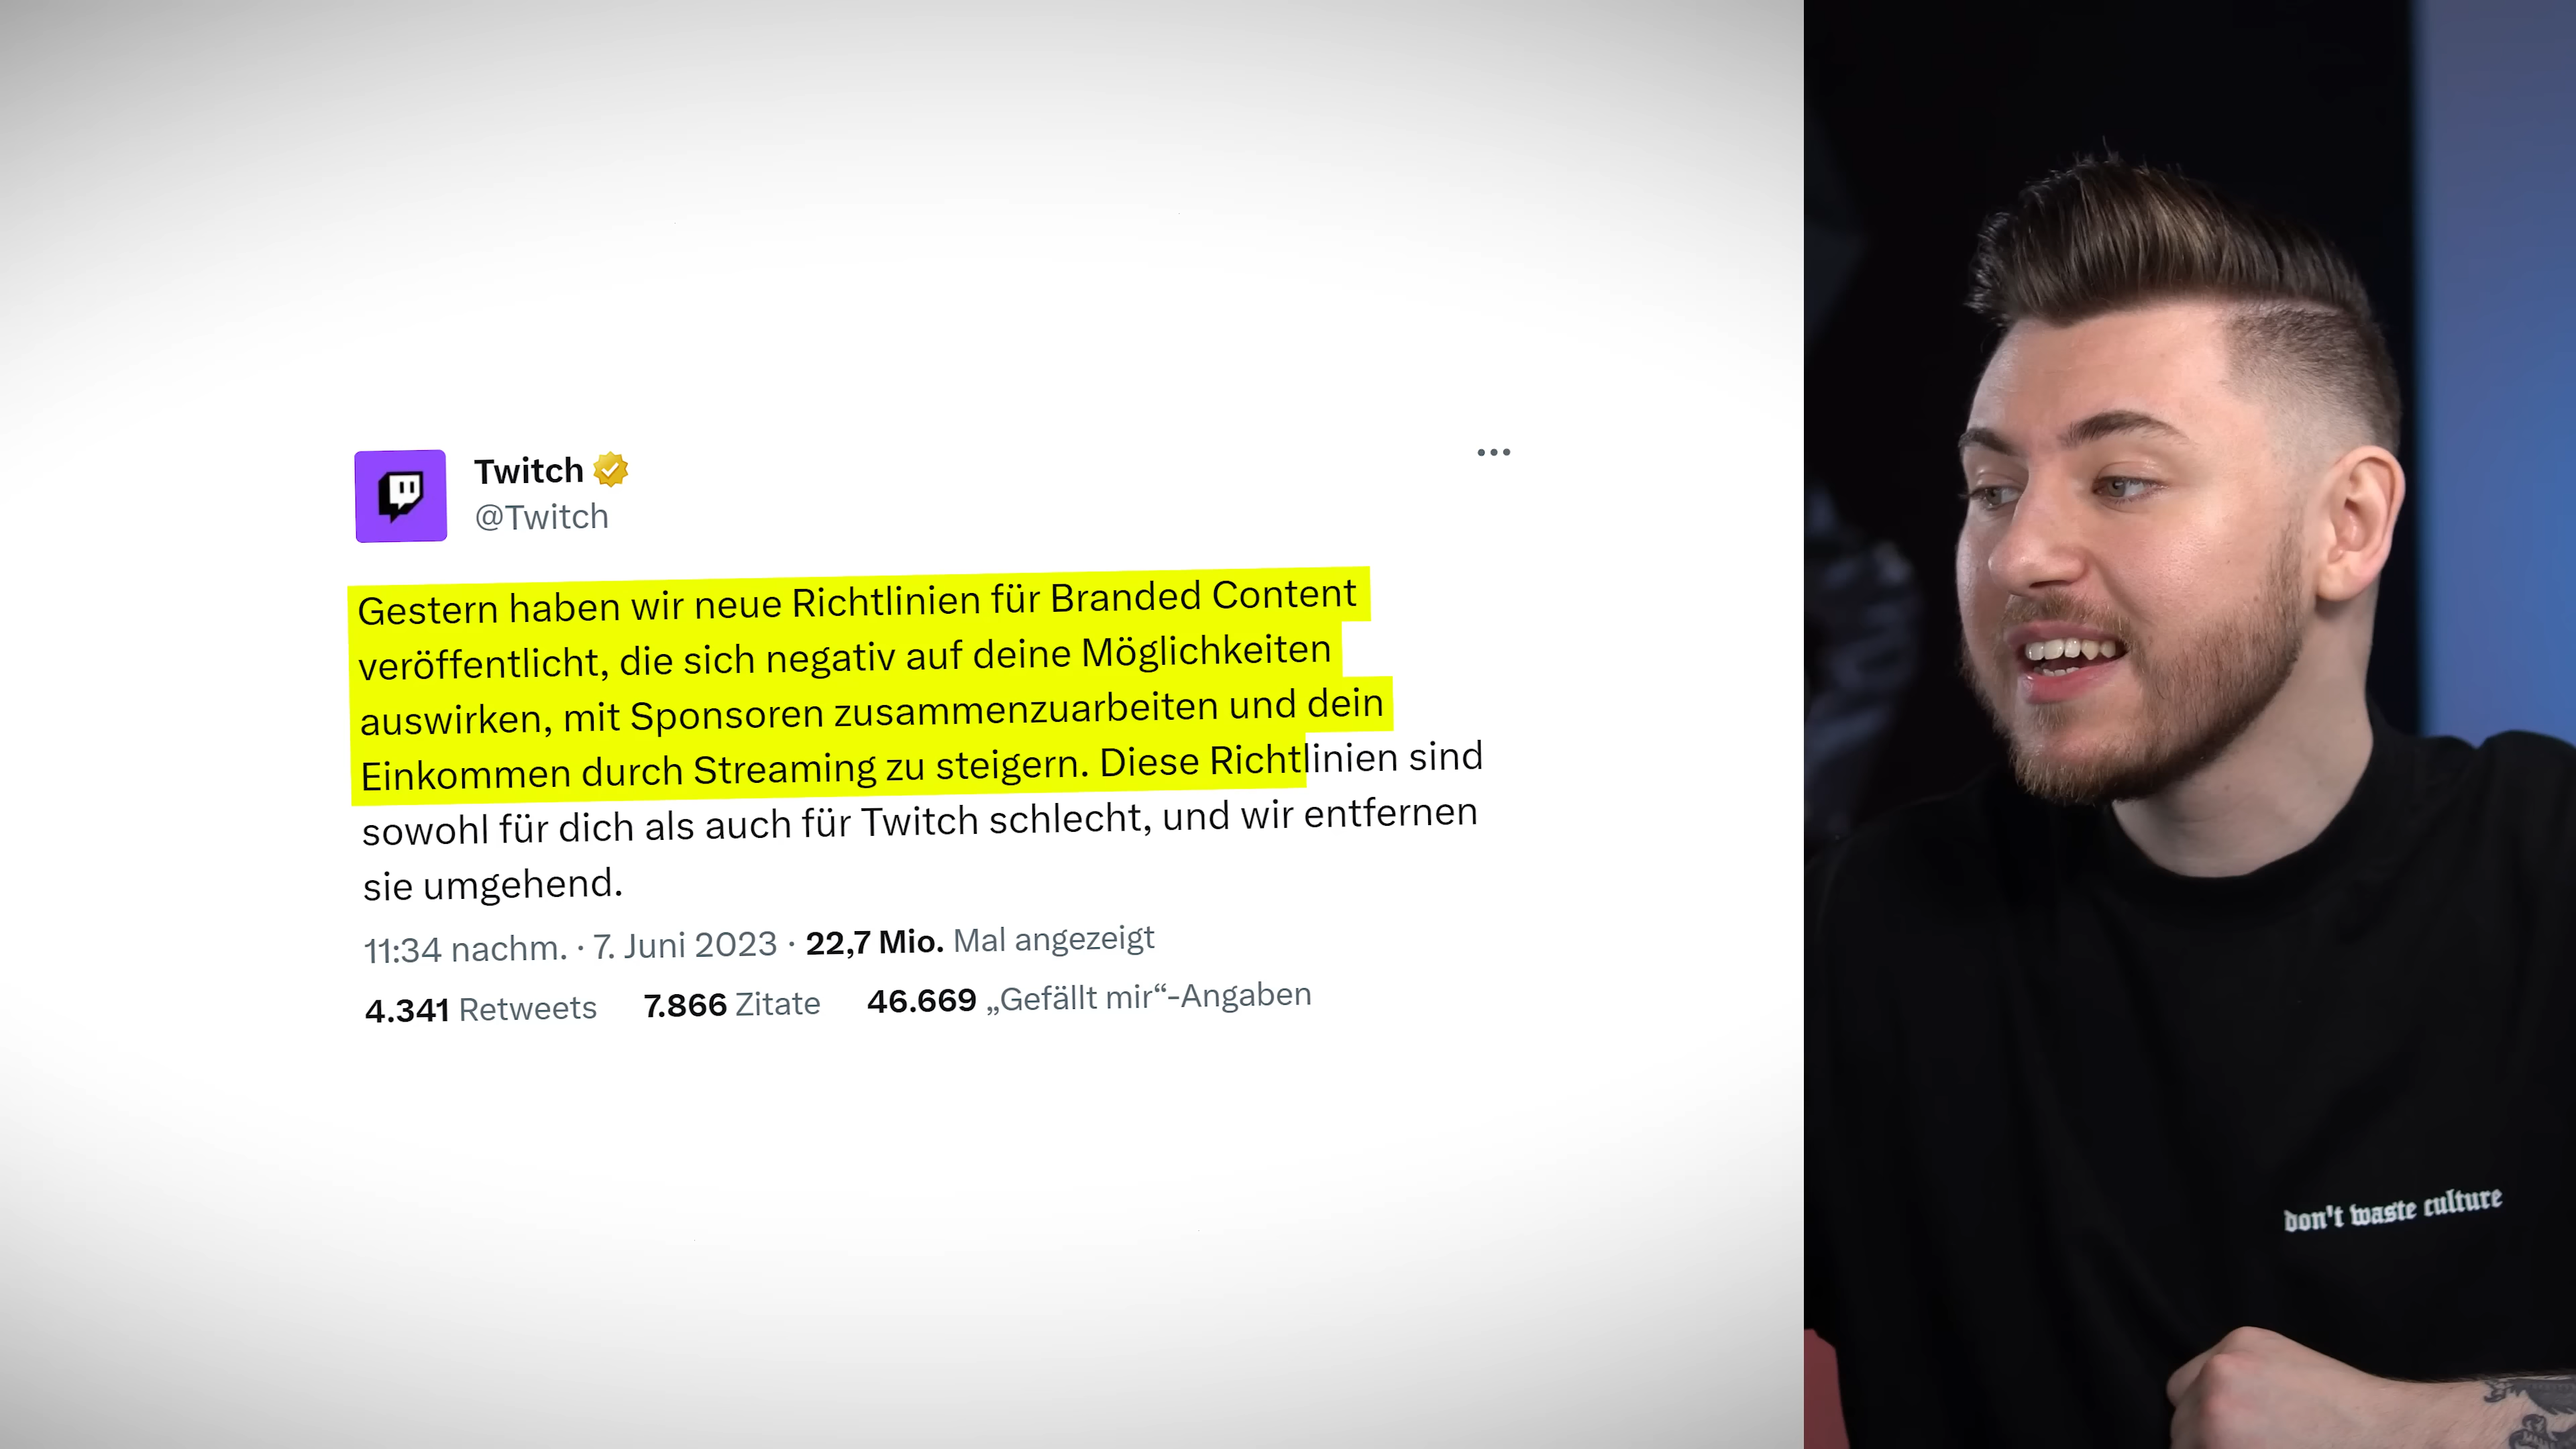 Twitch
@Twitch
Gestern haben wir neue Richtlinien für Branded Content
veröffentlicht, die sich negativ auf deine Möglichkeiten
auswirken, mit Sponsoren zusammenzuarbeiten und dein
Einkommen durch Streaming zu steigern. Diese Richtlinien sind
sowohl für dich als auch für Twitch schlecht, und wir entfernen
sie umgehend.
11:34 nachm. · 7. Juni 2023 · 22,7 Mio. Mal angezeigt
4.341 Retweets 7.866 Zitate 46.669 „Gefällt mir“-Angaben
don't waste culture